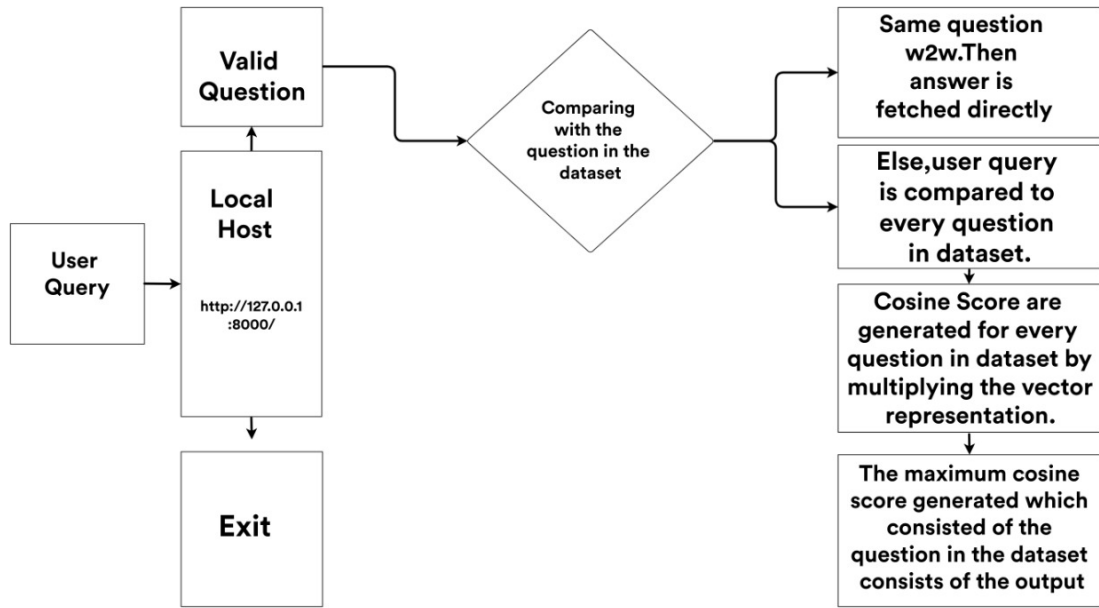 User
Query
Valid
Question
Local
Host
http://127.0.0.1
:8000/
Exit
Comparing
with the
question in the
dataset
Same question
w2w.Then
answer is
fetched directly
Else,user query
is compared to
every question
in dataset.
Cosine Score are
generated for every
question in dataset by
multiplying the vector
representation.
The maximum cosine
score generated which
consisted of the
question in the dataset
consists of the output